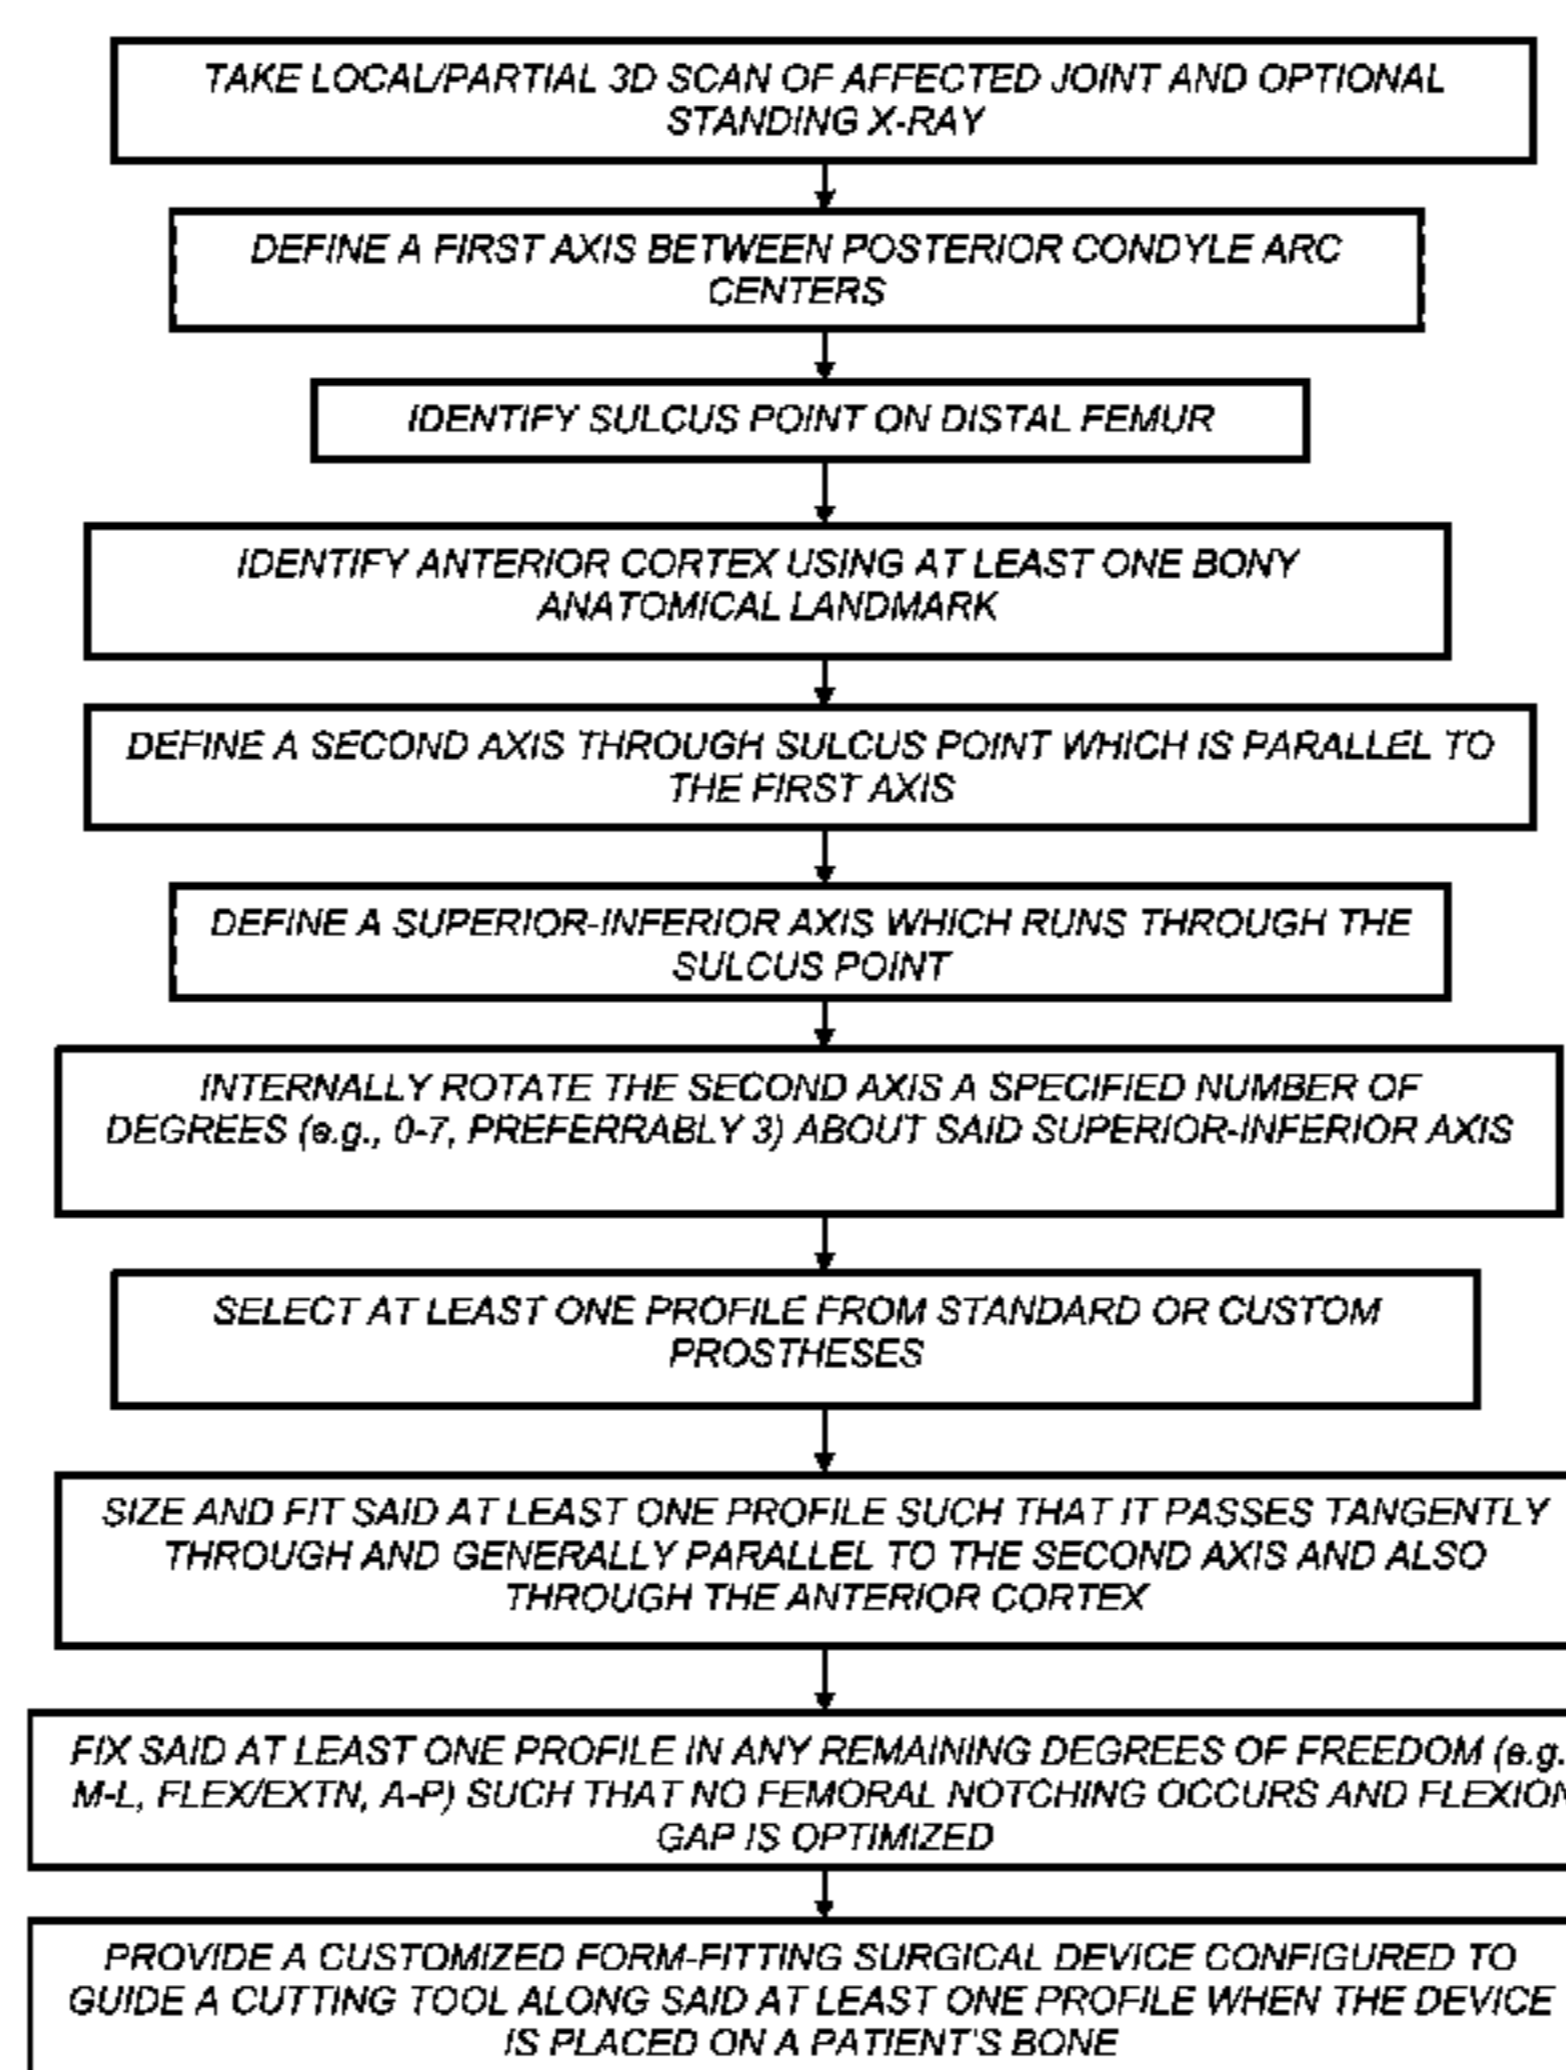 TAKE LOCAL/PARTIAL 3D SCAN OF AFFECTED JOINT AND OPTIONAL
STANDING X-RAY
DEFINE A FIRST AXIS BETWEEN POSTERIOR CONDYLE ARC
CENTERS
IDENTIFY SULCUS POINT ON DISTAL FEMUR
IDENTIFY ANTERIOR CORTEX USING AT LEAST ONE BONY
ANATOMICAL LANDMARK
DEFINE A SECOND AXIS THROUGH SULCUS POINT WHICH IS PARALLEL TO
THE FIRST AXIS
DEFINE A SUPERIOR-INFERIOR AXIS WHICH RUNS THROUGH THE
SULCUS POINT
INTERNALLY ROTATE THE SECOND AXIS A SPECIFIED NUMBER OF
DEGREES (e.g., 0-7, PREFERRABLY 3) ABOUT SAID SUPERIOR-INFERIOR AXIS
SELECT AT LEAST ONE PROFILE FROM STANDARD OR CUSTOM
PROSTHESES
SIZE AND FIT SAID AT LEAST ONE PROFILE SUCH THAT IT PASSES TANGENTLY
THROUGH AND GENERALLY PARALLEL TO THE SECOND AXIS AND ALSO
THROUGH THE ANTERIOR CORTEX
FIX SAID AT LEAST ONE PROFILE IN ANY REMAINING DEGREES OF FREEDOM (e.g.
M-L, FLEX/EXTN, A-P) SUCH THAT NO FEMORAL NOTCHING OCCURS AND FLEXION
GAP IS OPTIMIZED
PROVIDE A CUSTOMIZED FORM-FITTING SURGICAL DEVICE CONFIGURED TO
GUIDE A CUTTING TOOL ALONG SAID AT LEAST ONE PROFILE WHEN THE DEVICE
IS PLACED ON A PATIENT'S BONE